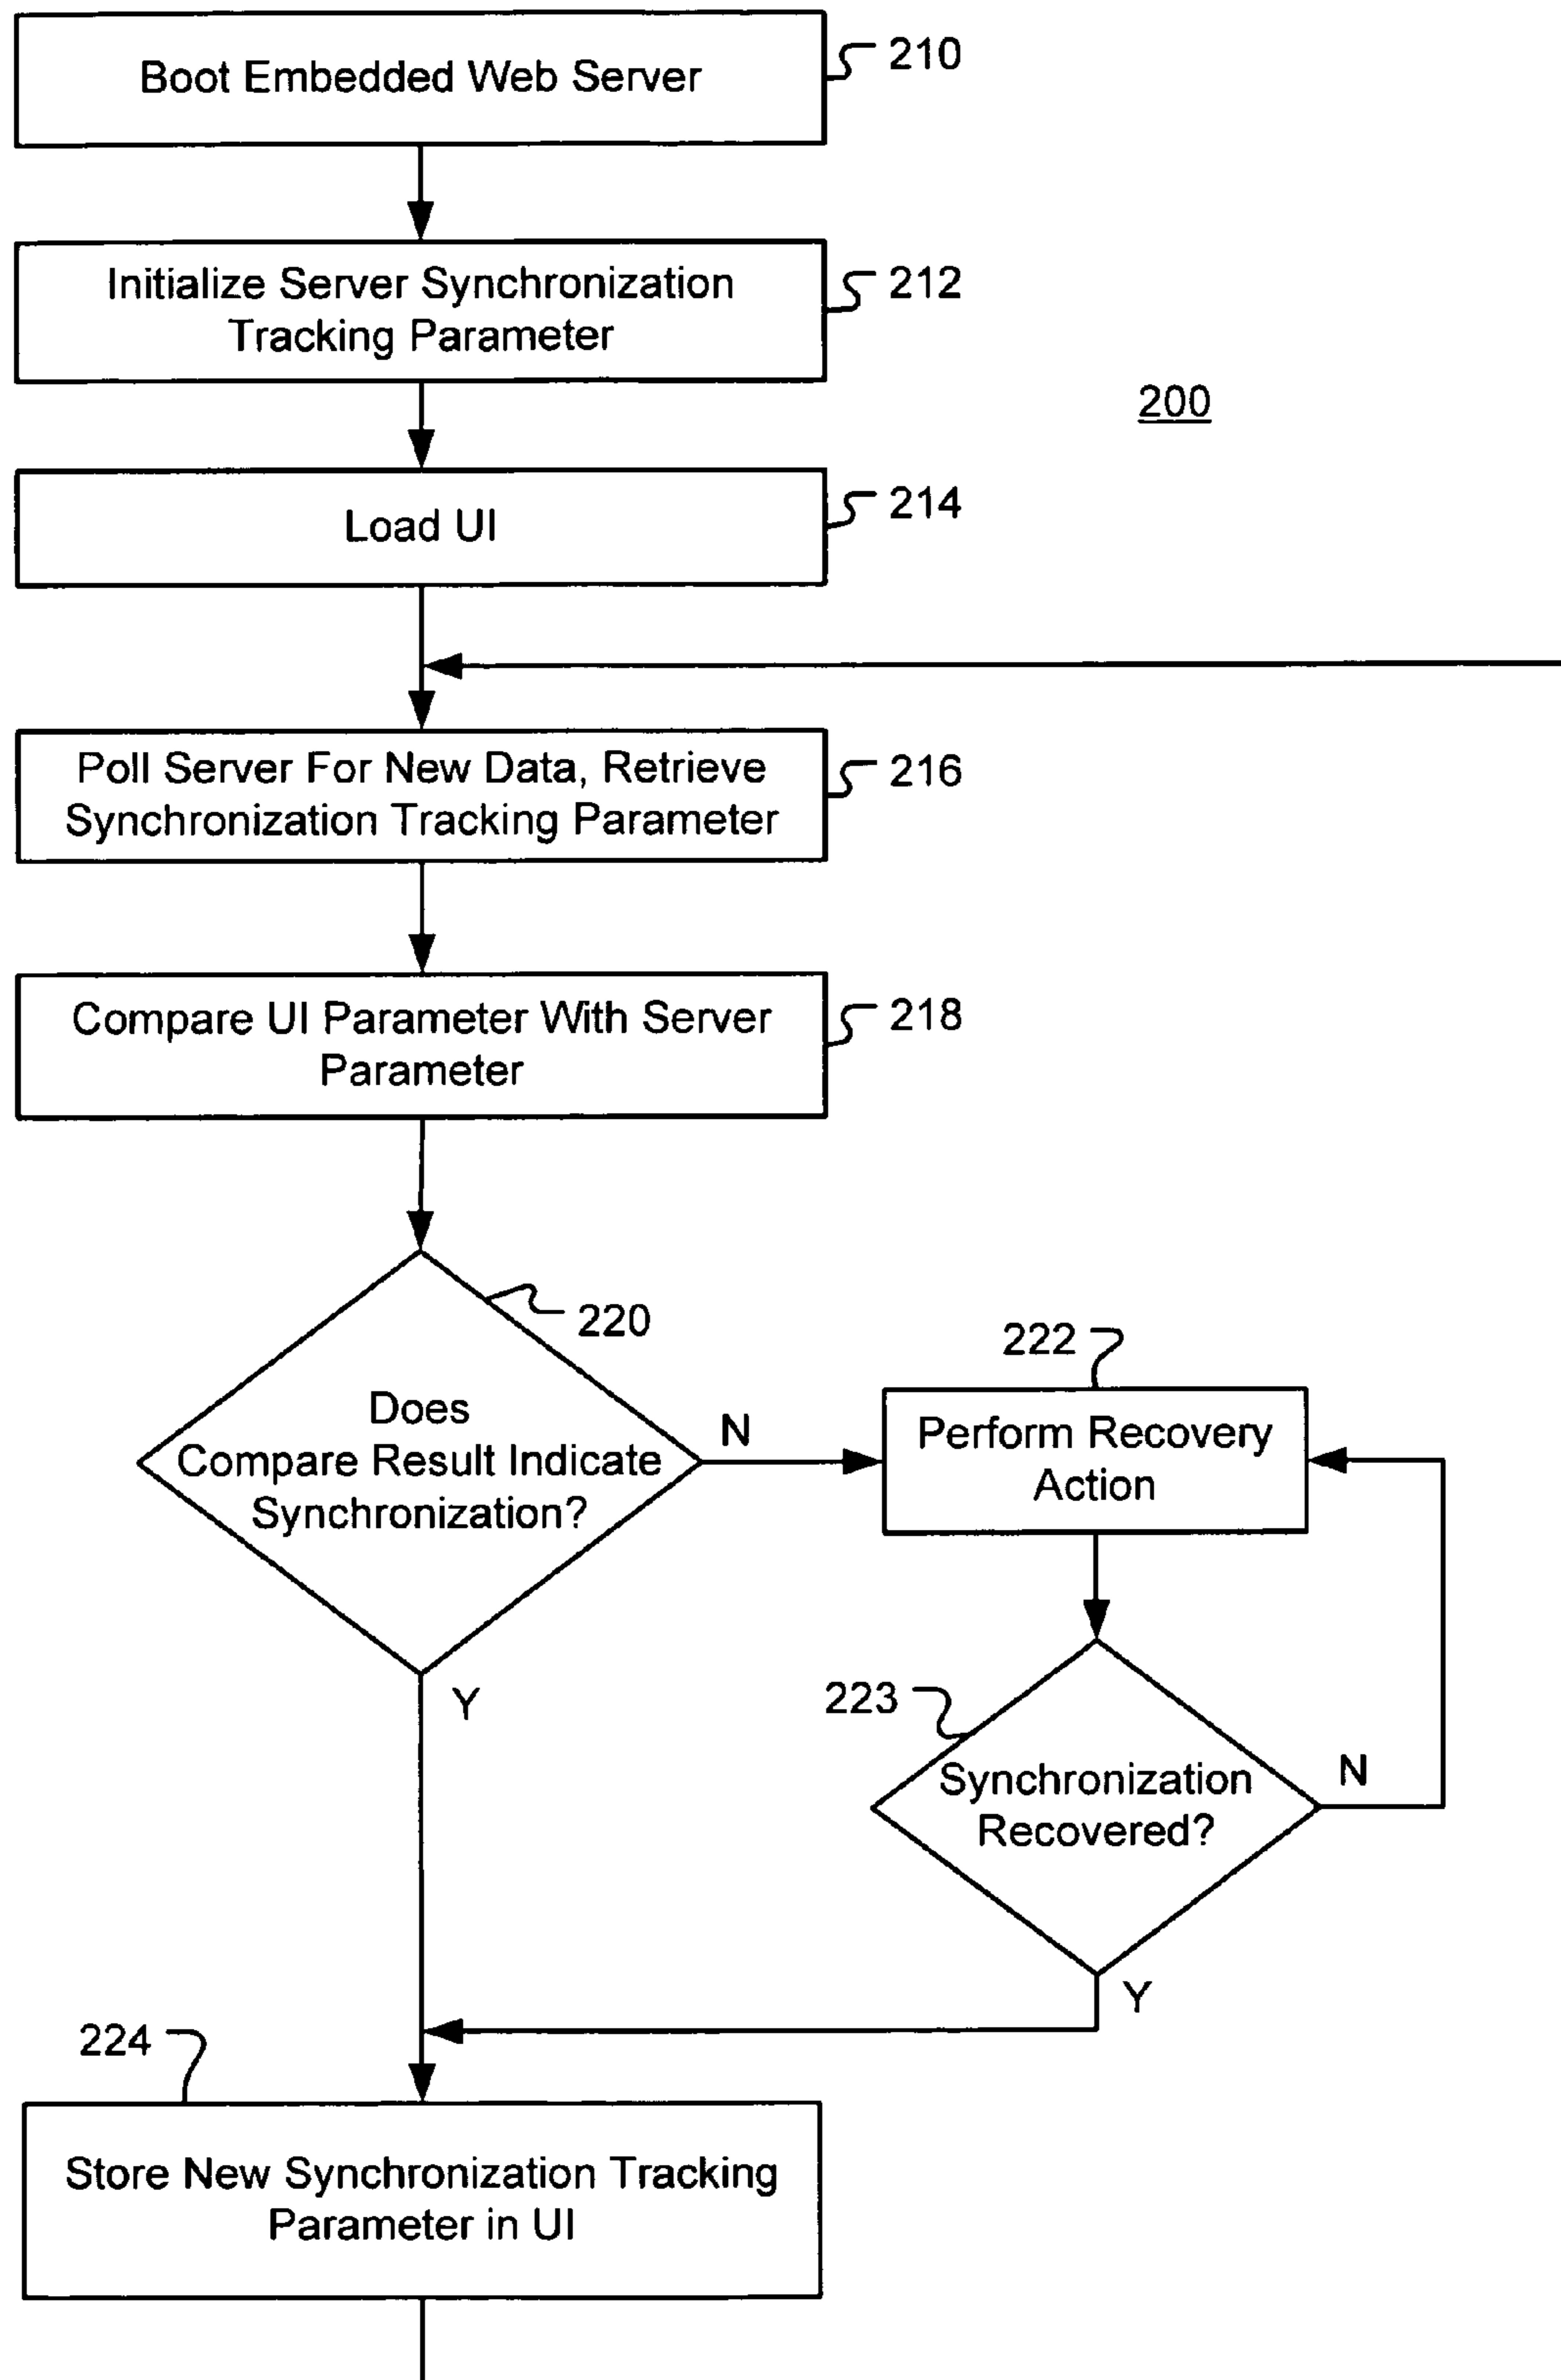 Boot Embedded Web Server
210
Initialize Server Synchronization
Tracking Parameter
212
200
Load UI
214
Poll Server For New Data, Retrieve
Synchronization Tracking Parameter
216
Compare UI Parameter With Server
Parameter
218
220
Does
Compare Result Indicate
Synchronization?
N
Y
222
Perform Recovery
Action
223
Synchronization
Recovered?
N
Y
224
Store New Synchronization Tracking
Parameter in UI